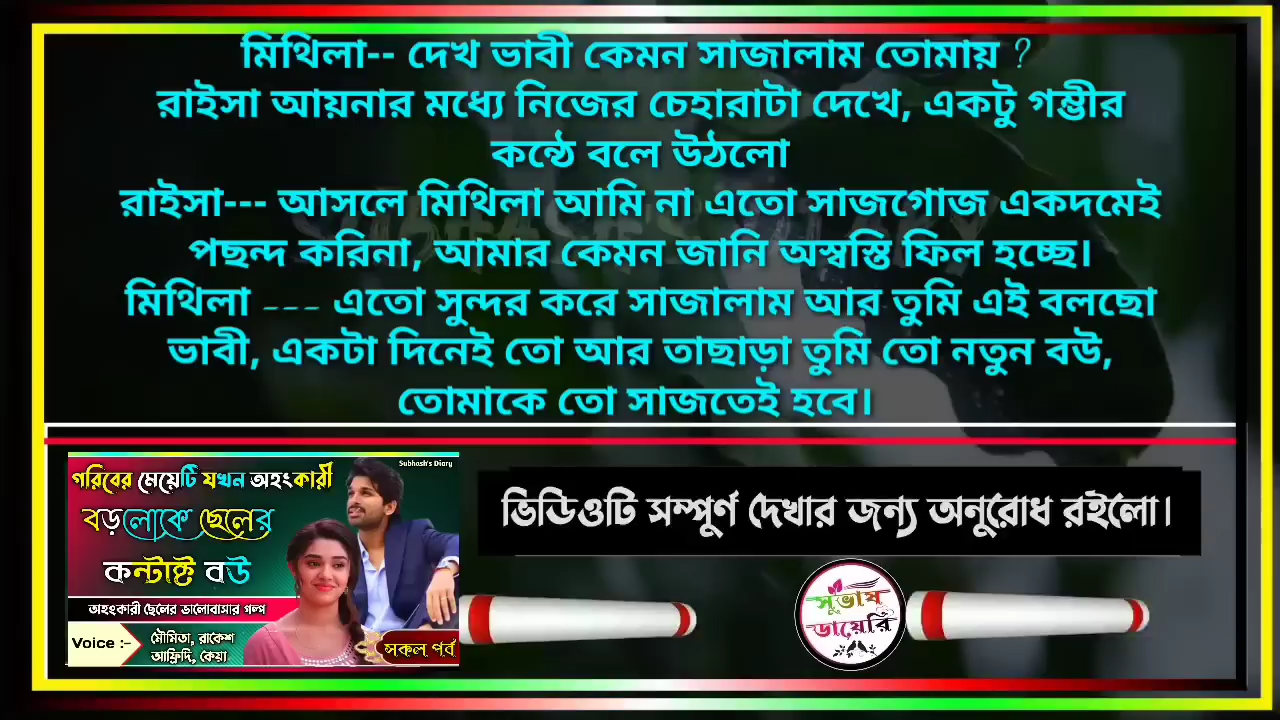 মিথিলা-- দেখ ভাবী কেমন সাজালাম তোমায় ?
রাইসা আয়নার মধ্যে নিজের চেহারাটা দেখে, একটু গম্ভীর
কন্ঠে বলে উঠলো
রাইসা--- আসলে মিথিলা আমি না এতো সাজগোজ একদমেই
পছন্দ করিনা, আমার কেমন জানি অস্বস্তি ফিল হচ্ছে।
মিথিলা --- এতো সুন্দর করে সাজালাম আর তুমি এই বলছো
ভাবী, একটা দিনেই তো আর তাছাড়া তুমি তো নতুন বউ,
তোমাকে তো সাজতেই হবে।
Subhash's Diary
গরিবের মেয়েটি যখন অহংকারী
বড়লোকে ছেলের
কন্টাক্ট বউ
অহংকারী ছেলের ভালোবাসার গল্প
Voice :- মৌমিতা, রাকেশ
আফ্রিদি, কেয়া
সকল পর্ব
ভিডিওটি সম্পুর্ণ দেখার জন্য অনুরোধ রইলো।
সুভাষ
ডায়েরি